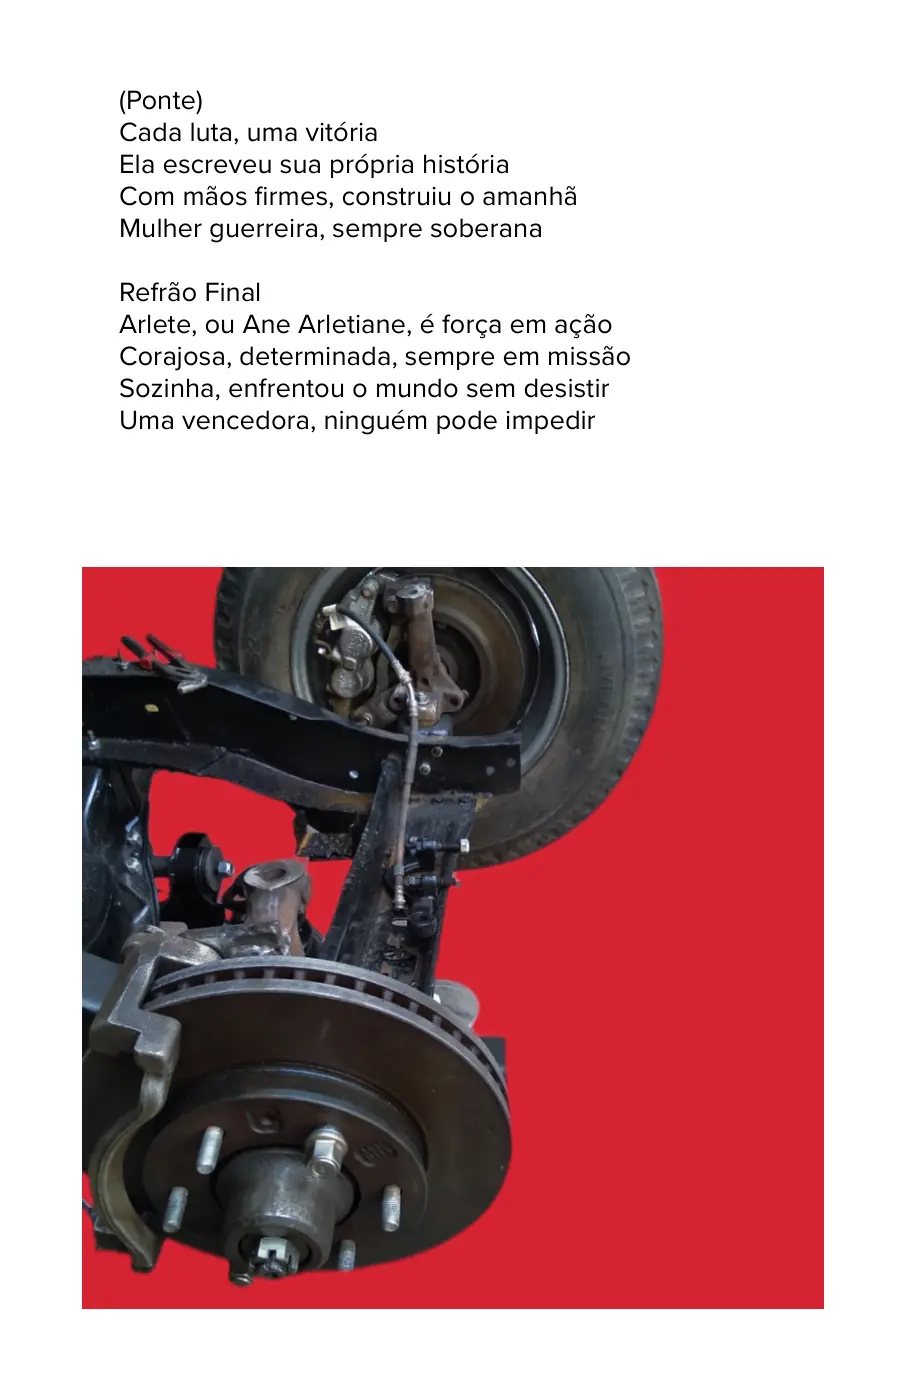 (Ponte)
Cada luta, uma vitória
Ela escreveu sua própria história
Com mãos firmes, construiu o amanhã
Mulher guerreira, sempre soberana
Refrão Final
Arlete, ou Ane Arletiane, é força em ação
Corajosa, determinada, sempre em missão
Sozinha, enfrentou o mundo sem desistir
Uma vencedora, ninguém pode impedir